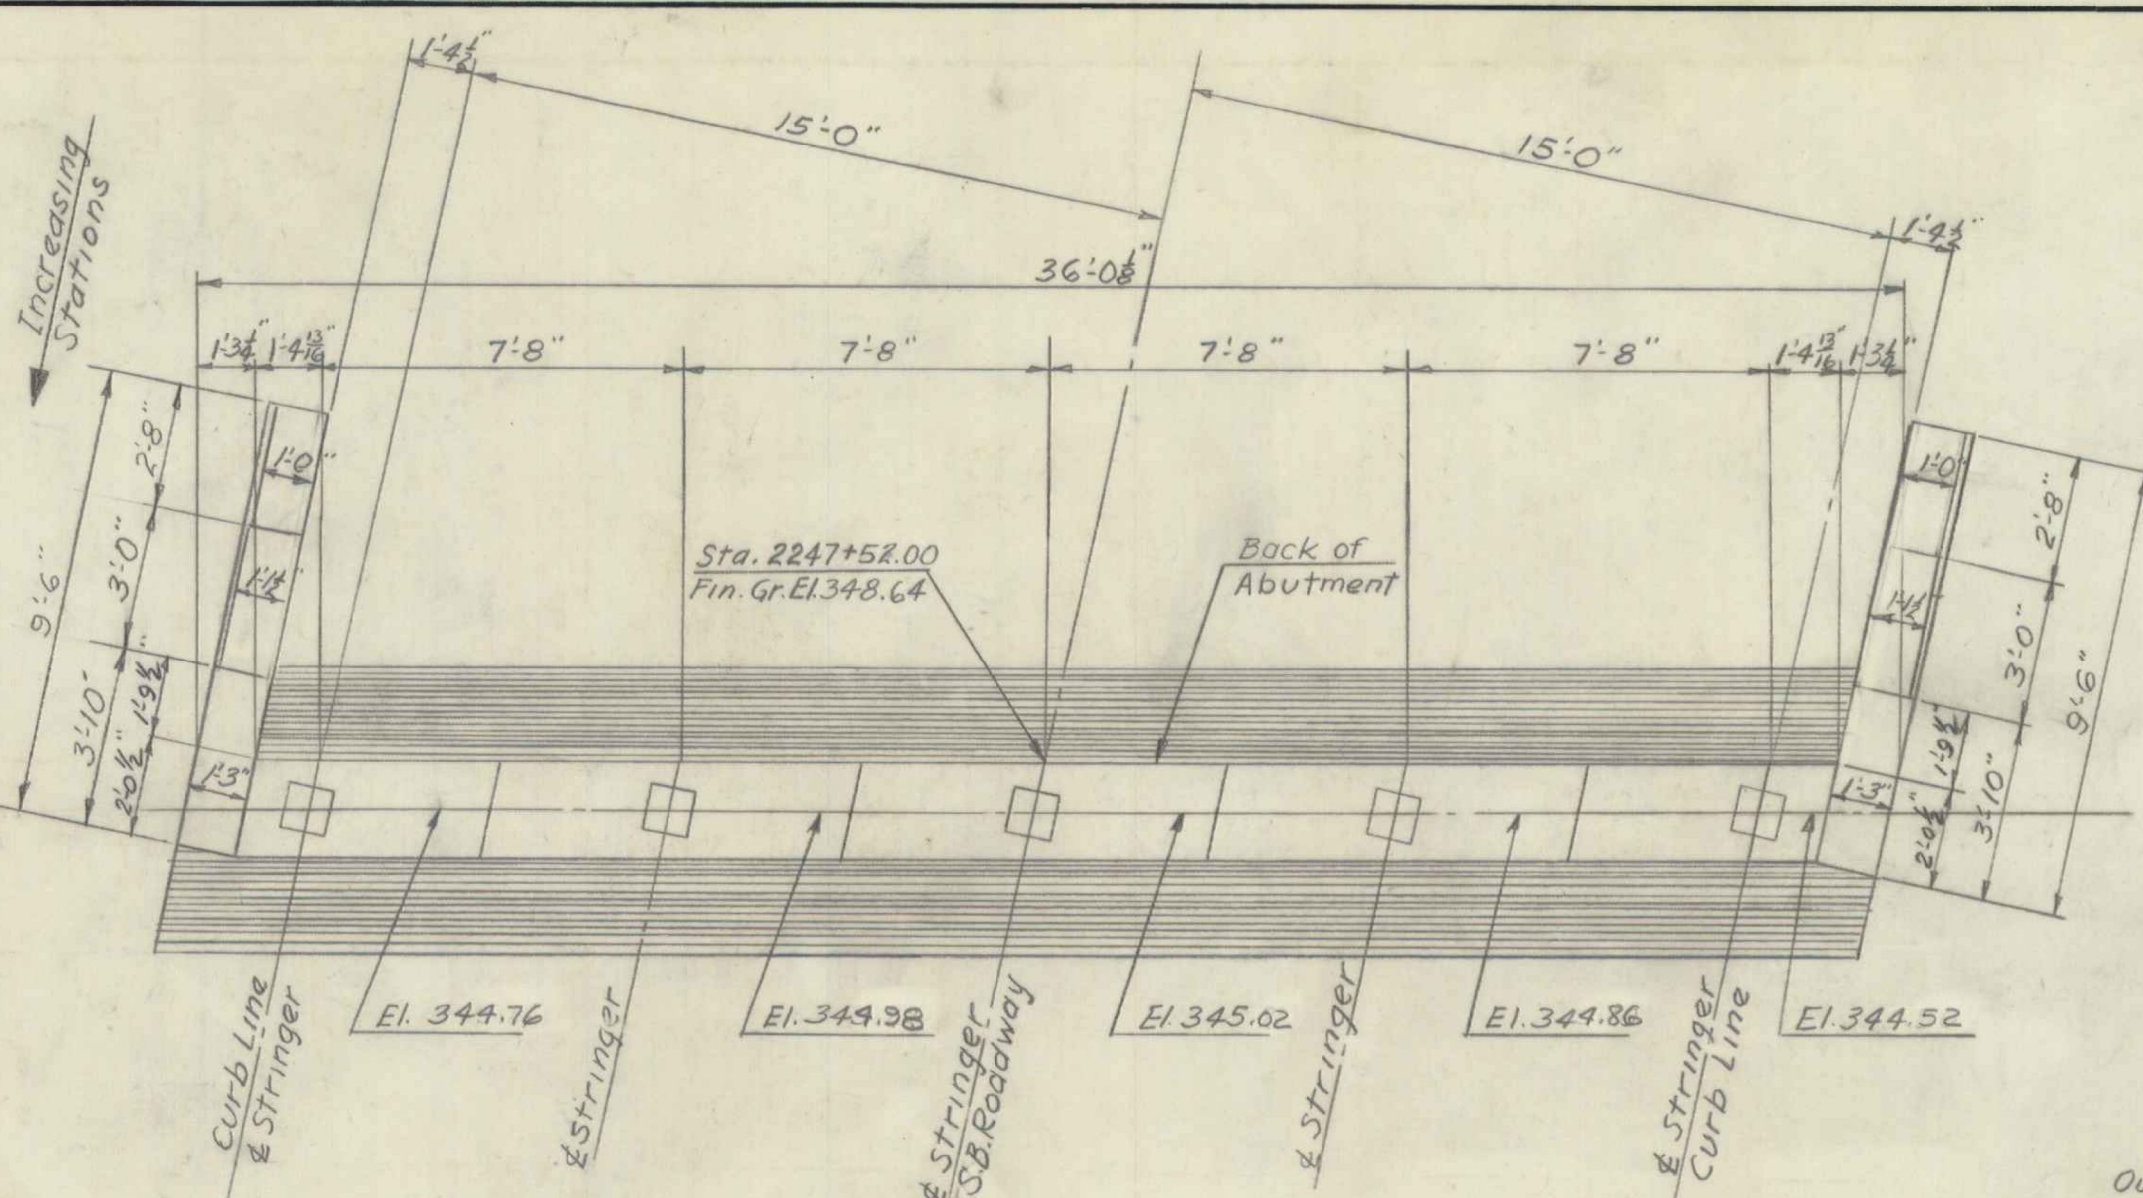 1'-4½"
15'-0"
15'-0"
1'-4½"
Increasing
Stations
36'-0⅛"
1'-3¼"
1'-4 13/16"
7'-8"
7'-8"
7'-8"
7'-8"
1'-4 13/16"
1'-3¼"
2'-8"
1'-0"
1'-0"
2'-8"
3'-0"
9'-6"
1'-1½"
Sta. 2247+52.00
Fin. Gr. El. 348.64
Back of
Abutment
1'-1½"
3'-0"
9'-6"
3'-10"
1'-9½"
2'-0½"
1'-3"
1'-3"
1'-9½"
2'-0½"
3'-10"
El. 344.76
El. 344.98
El. 345.02
El. 344.86
El. 344.52
Curb Line
℄ Stringer
℄ Stringer
℄ Stringer
S.B. Roadway
℄ Stringer
℄ Stringer
Curb Line